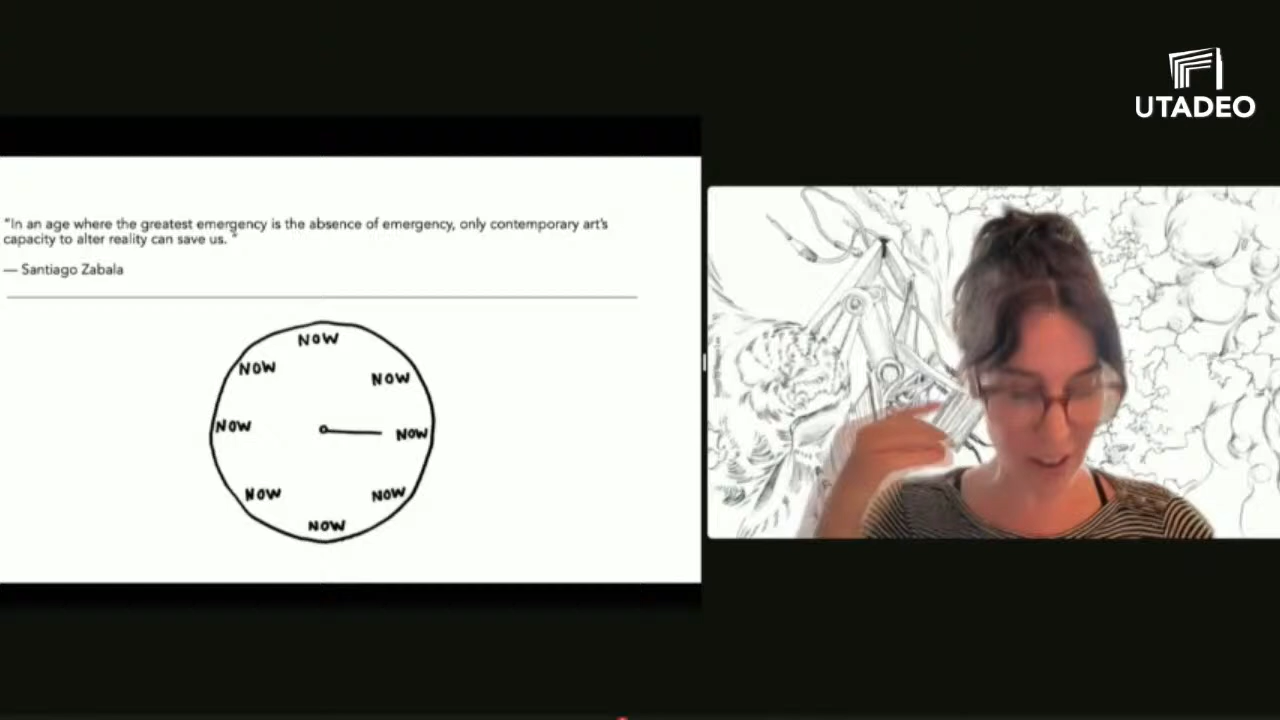 UTADEO
“In an age where the greatest emergency is the absence of emergency, only contemporary art's
capacity to alter reality can save us. ”
— Santiago Zabala
NOW
NOW
NOW
NOW
NOW
NOW
NOW
NOW